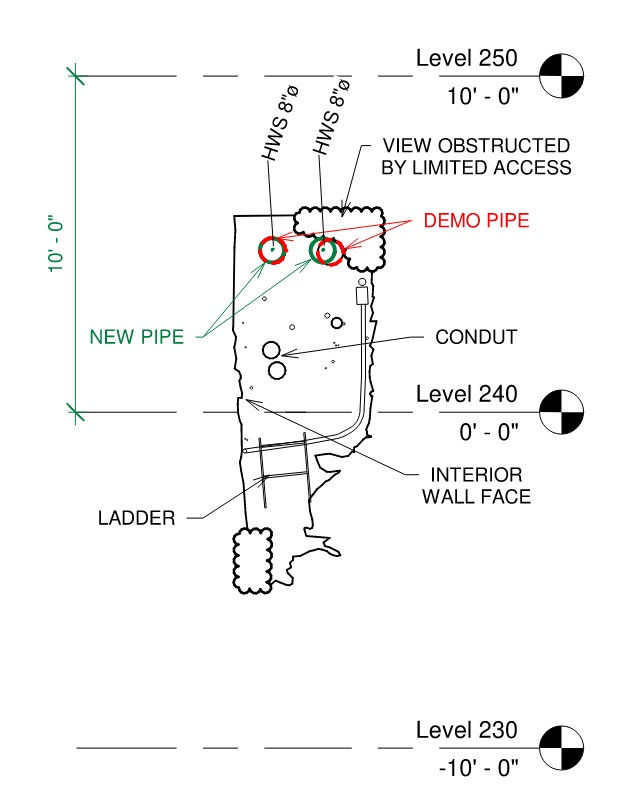 Level 250
10' - 0"
HWS 8"ø
HWS 8"ø
VIEW OBSTRUCTED
BY LIMITED ACCESS
DEMO PIPE
10' - 0"
NEW PIPE
CONDUT
Level 240
0' - 0"
INTERIOR
WALL FACE
LADDER
Level 230
-10' - 0"